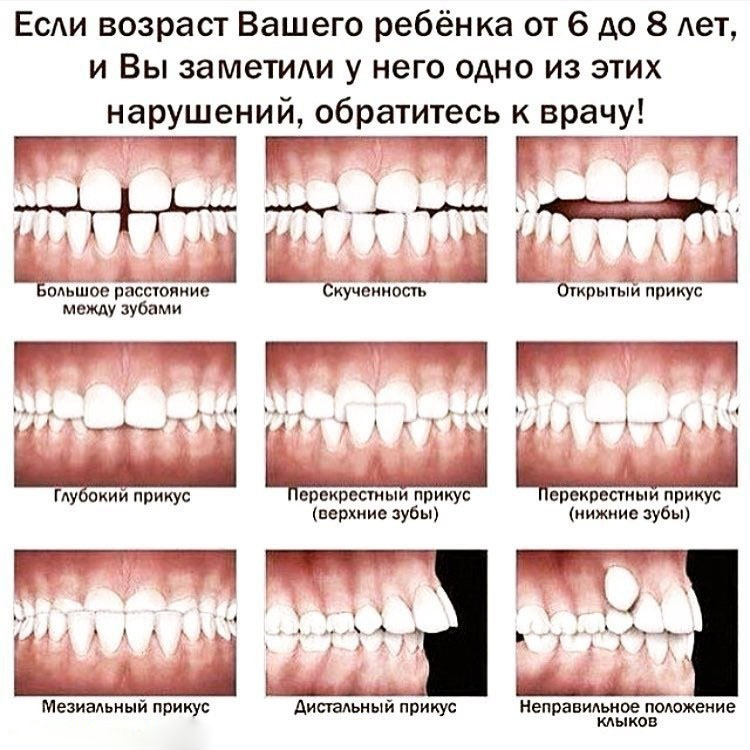 Если возраст Вашего ребёнка от 6 до 8 лет,
и Вы заметили у него одно из этих
нарушений, обратитесь к врачу!
Большое расстояние
между зубами
Скученность
Открытый прикус
Глубокий прикус
Перекрестный прикус
(верхние зубы)
Перекрестный прикус
(нижние зубы)
Мезиальный прикус
Дистальный прикус
Неправильное положение
клыков